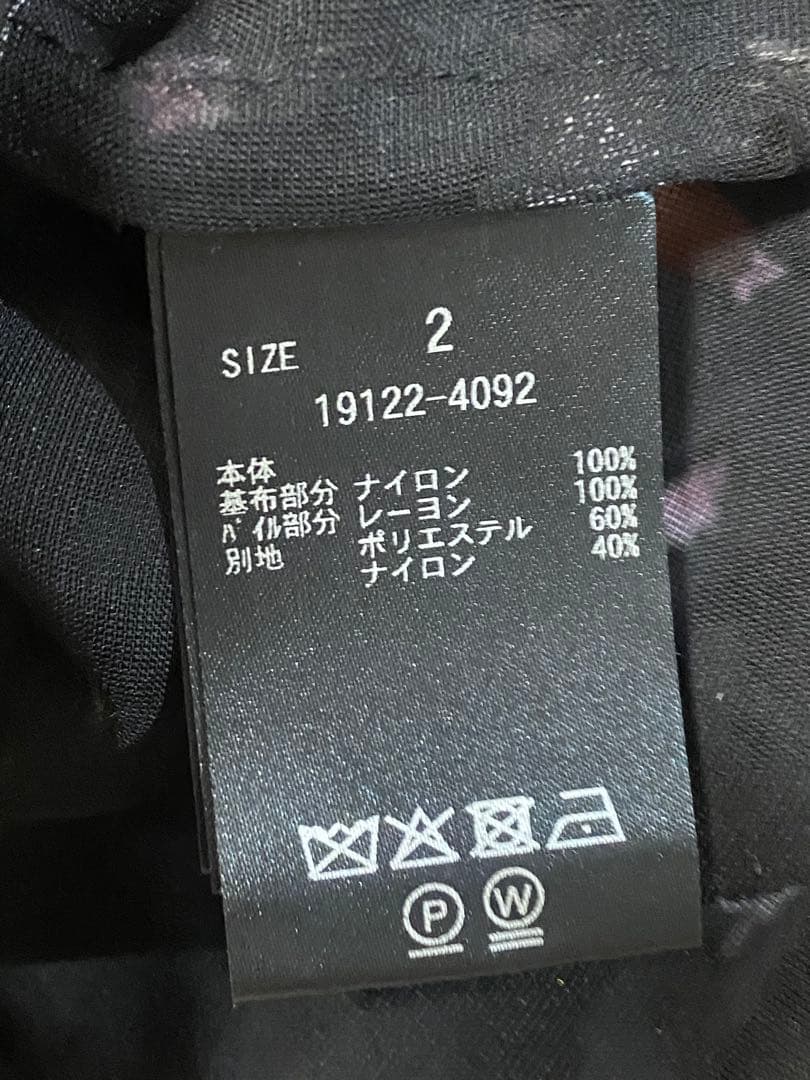 SIZE 2
19122-4092
本体
基布部分 ナイロン 100%
パイル部分 レーヨン 100%
別地 ポリエステル 60%
ナイロン 40%
P W